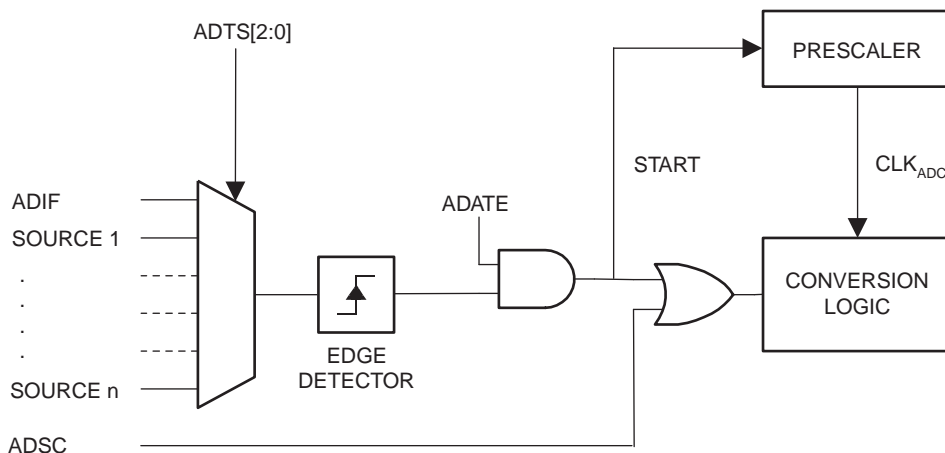 ADTS[2:0]
PRESCALER
START
CLKADC
ADIF
ADATE
SOURCE 1
.
.
.
.
CONVERSION
LOGIC
EDGE
DETECTOR
SOURCE n
ADSC